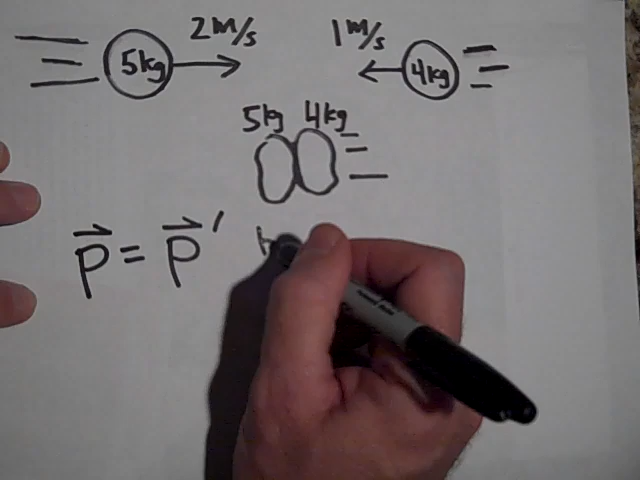 2 m/s 1 m/s
5kg 4kg
5kg 4kg
p⃗ = p⃗ ′